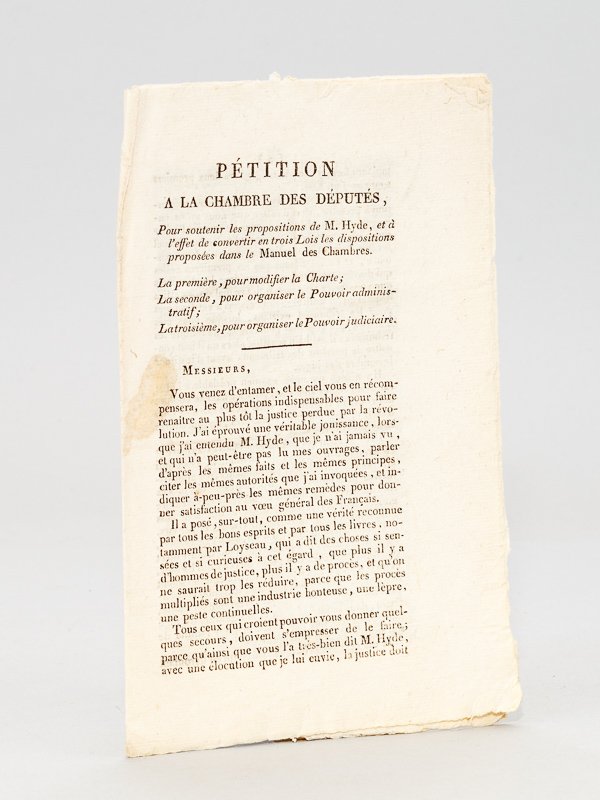 PÉTITION
A LA CHAMBRE DES DÉPUTÉS,
Pour soutenir les propositions de M. Hyde, et à
l'effet de convertir en trois Lois les dispositions
proposées dans le Manuel des Chambres.
La première, pour modifier la Charte;
La seconde, pour organiser le Pouvoir adminis-
tratif;
La troisième, pour organiser le Pouvoir judiciaire.
MESSIEURS,
Vous venez d'entamer, et le ciel vous en récom-
pensera, les opérations indispensables pour faire
renaître au plus tôt la justice perdue par la révo-
lution. J'ai éprouvé une véritable jouissance, lors-
que j'ai entendu M. Hyde, que je n'ai jamais vu,
et qui n'a peut-être pas lu mes ouvrages, parler
d'après les mêmes faits et les mêmes principes,
citer les mêmes autorités que j'ai invoquées, et in-
diquer à-peu-près les mêmes remèdes pour don-
ner satisfaction au vœu général des Français.
Il a posé, sur-tout, comme une vérité reconnue
par tous les bons esprits et par tous les livres, no-
tamment par Loyseau, qui a dit des choses si sen-
sées et si curieuses à cet égard, que plus il y a
d'hommes de justice, plus il y a de procès, et qu'on
ne saurait trop les réduire, parce que les procès
multipliés sont une industrie honteuse, une lèpre,
une peste continuelles.
Tous ceux qui croient pouvoir vous donner quel-
ques secours, doivent s'empresser de le faire;
parce qu'ainsi que vous l'a très-bien dit M. Hyde,
avec une élocution que je lui envie, la justice doit